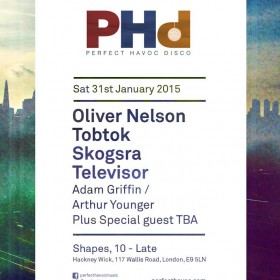 PHd
PERFECT HAVOC DISCO
Sat 31st January 2015
Oliver Nelson
Tobtok
Skogsra
Televisor
Adam Griffin /
Arthur Younger
Plus Special guest TBA
Shapes, 10 - Late
Hackney Wick, 117 Wallis Road, London, E9 5LN
perfecthavocmusic